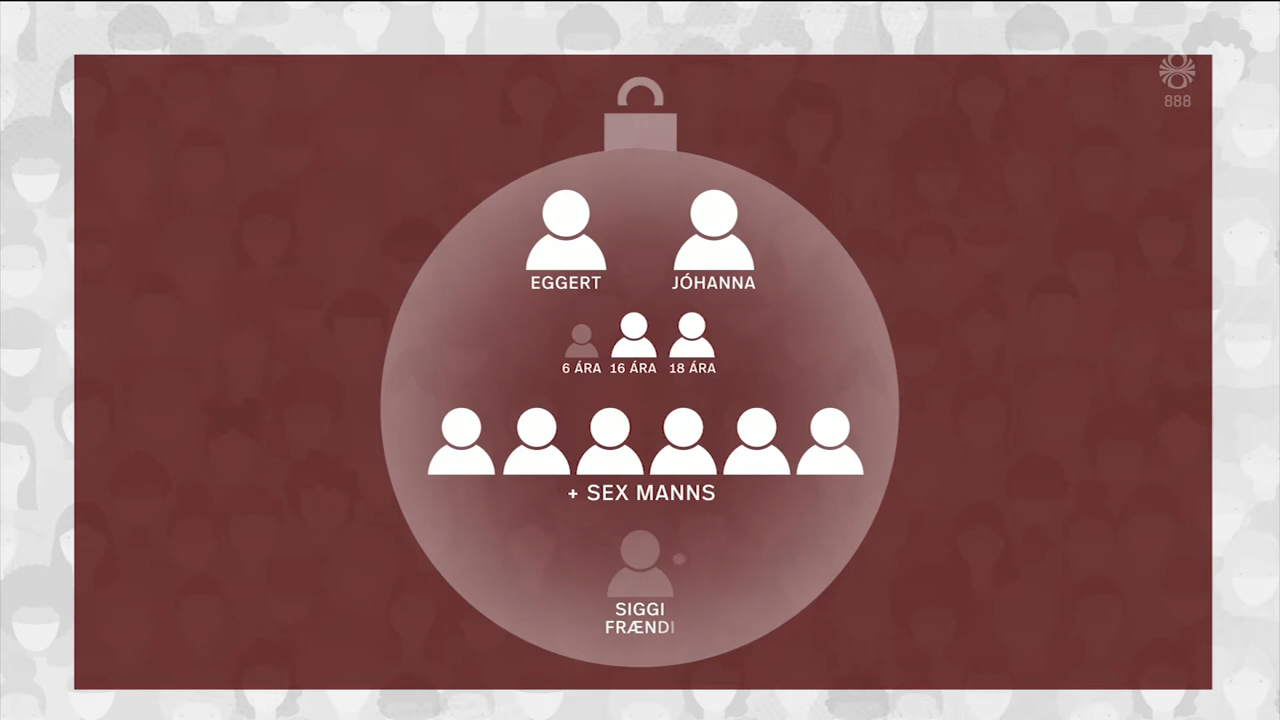 888
EGGERT
JÓHANNA
6 ÁRA
16 ÁRA
18 ÁRA
+ SEX MANNS
SIGGI
FRÆNDI